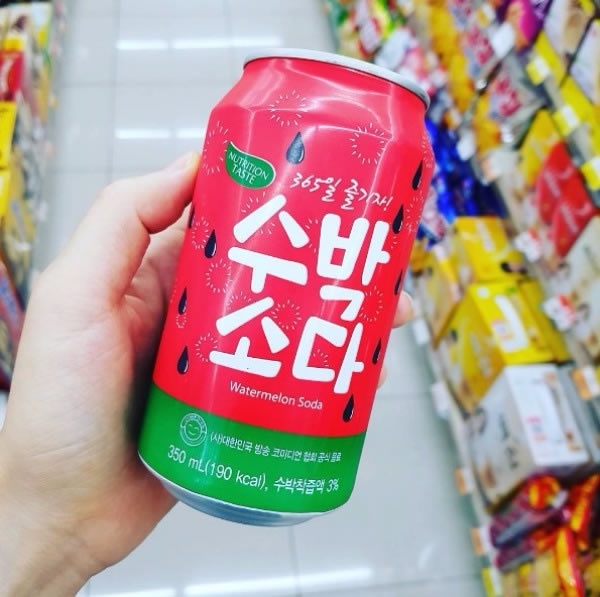 NUTRITION
TASTE
365일 즐기자!
수박
소다
Watermelon Soda
(사)대한민국 방송 코미디언 협회 공식 음료
350 mL(190 kcal), 수박착즙액 3%